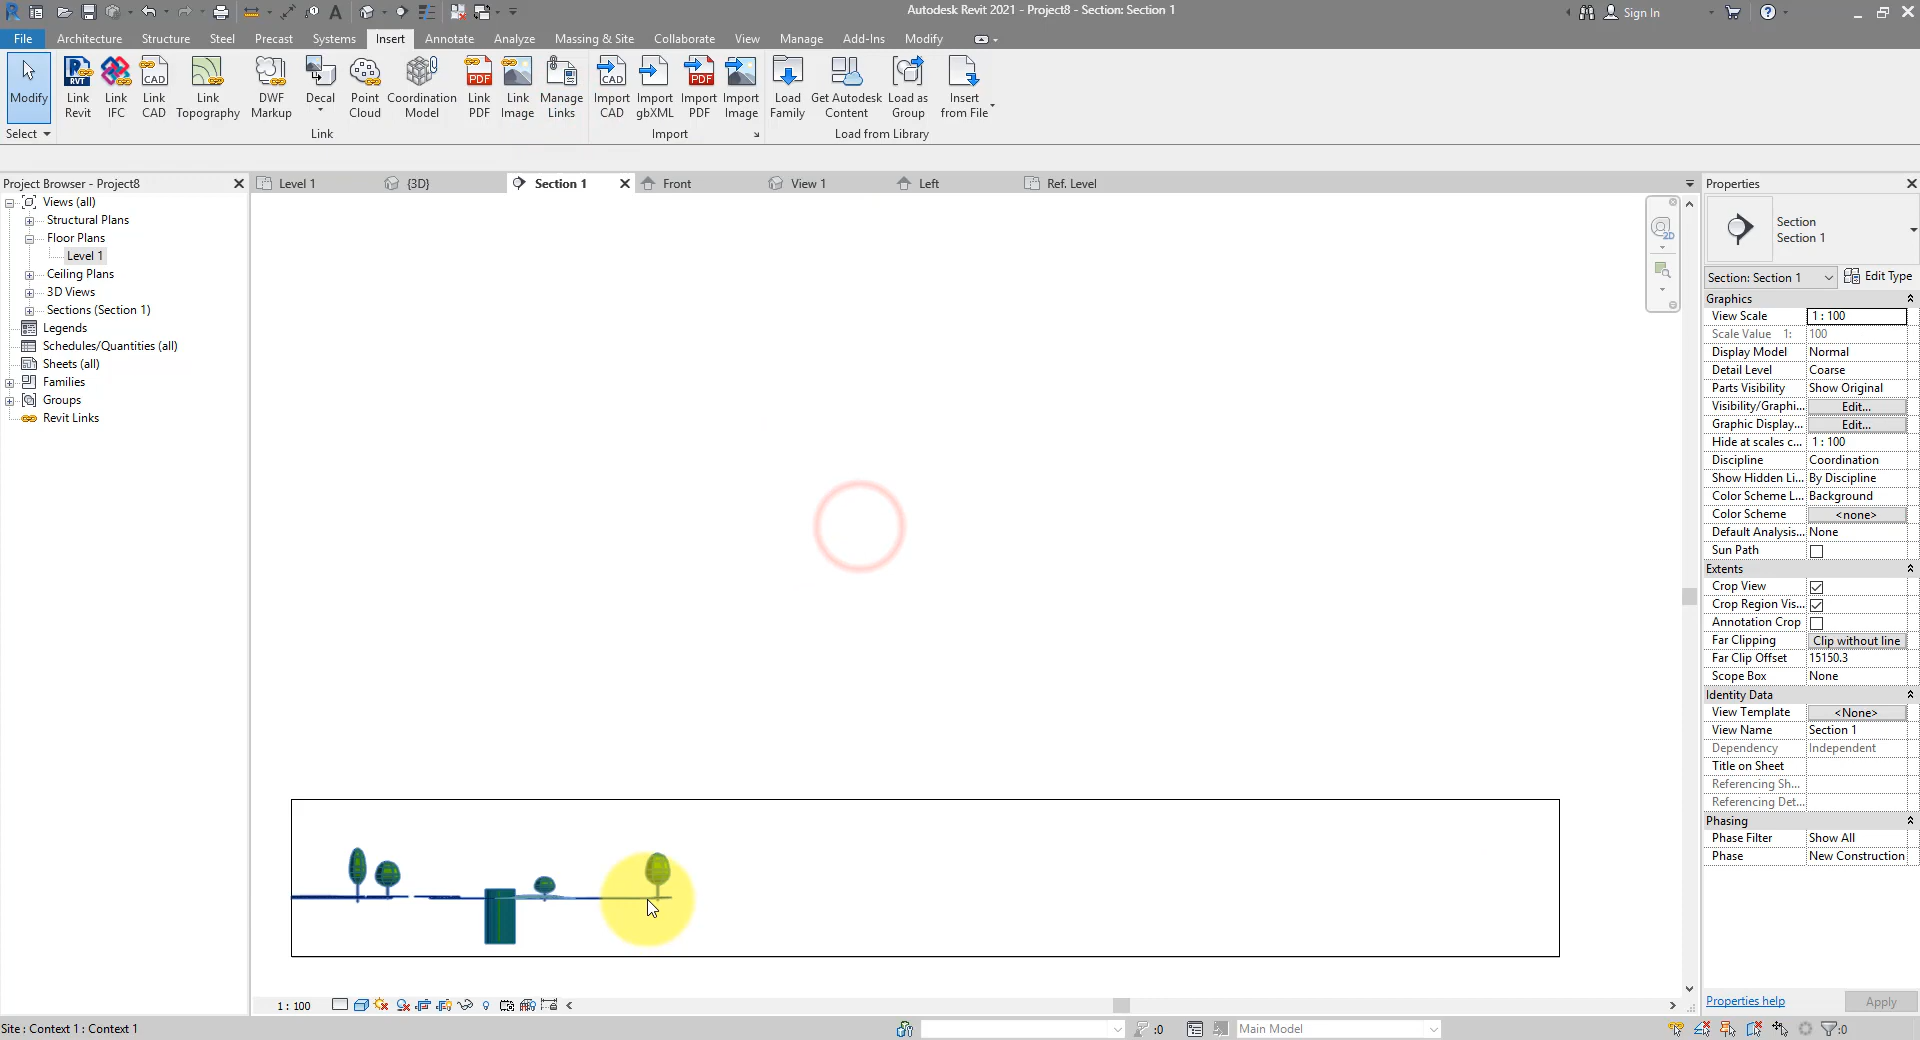 Autodesk Revit 2021 - Project8 - Section: Section 1
Sign In
File Architecture Structure Steel Precast Systems Insert Annotate Analyze Massing & Site Collaborate View Manage Add-Ins Modify
Modify
Link Revit
Link IFC
Link CAD
Link Topography
DWF Markup
Decal
Point Cloud
Coordination Model
Link PDF
Link Image
Manage Links
Import CAD
Import gbXML
Import PDF
Import Image
Load Family
Get Autodesk Content
Load as Group
Insert from File
Select
Link
Import
Load from Library
Project Browser - Project8
Level 1
{3D}
Section 1
Front
View 1
Left
Ref. Level
Properties
Views (all)
Structural Plans
Floor Plans
Level 1
Ceiling Plans
3D Views
Sections (Section 1)
Legends
Schedules/Quantities (all)
Sheets (all)
Families
Groups
Revit Links
2D
Section
Section 1
Section: Section 1
Edit Type
Graphics
View Scale 1 : 100
Scale Value 1: 100
Display Model Normal
Detail Level Coarse
Parts Visibility Show Original
Visibility/Graphi... Edit...
Graphic Display... Edit...
Hide at scales c... 1 : 100
Discipline Coordination
Show Hidden Li... By Discipline
Color Scheme L... Background
Color Scheme <none>
Default Analysis... None
Sun Path
Extents
Crop View
Crop Region Vis...
Annotation Crop
Far Clipping Clip without line
Far Clip Offset 15150.3
Scope Box None
Identity Data
View Template <None>
View Name Section 1
Dependency Independent
Title on Sheet
Referencing Sh...
Referencing Det...
Phasing
Phase Filter Show All
Phase New Construction
1 : 100
Properties help
Apply
Site : Context 1 : Context 1
:0
Main Model
:0